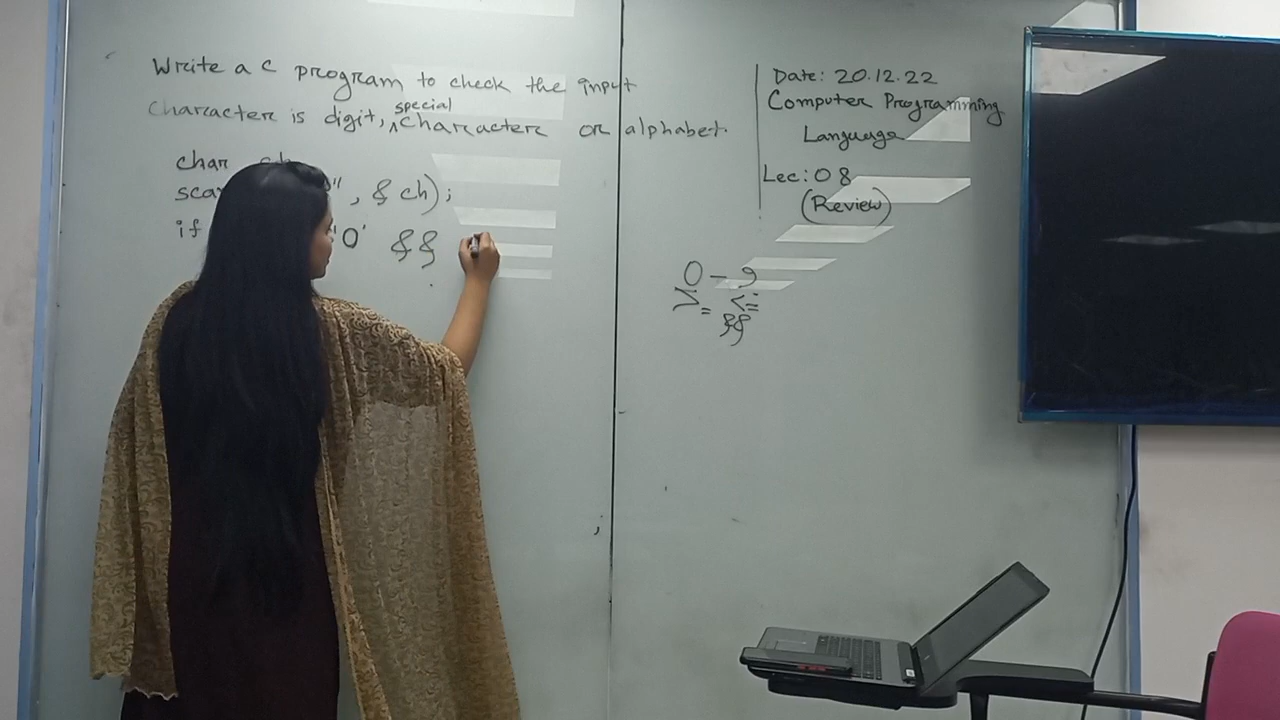 Write a C program to check the input
character is digit, ^special character or alphabet.
char
", &ch);
if '0' &&
Date: 20.12.22
Computer Programming
Language
Lec: 08
(Review)
0 - 9
>= <=
&&